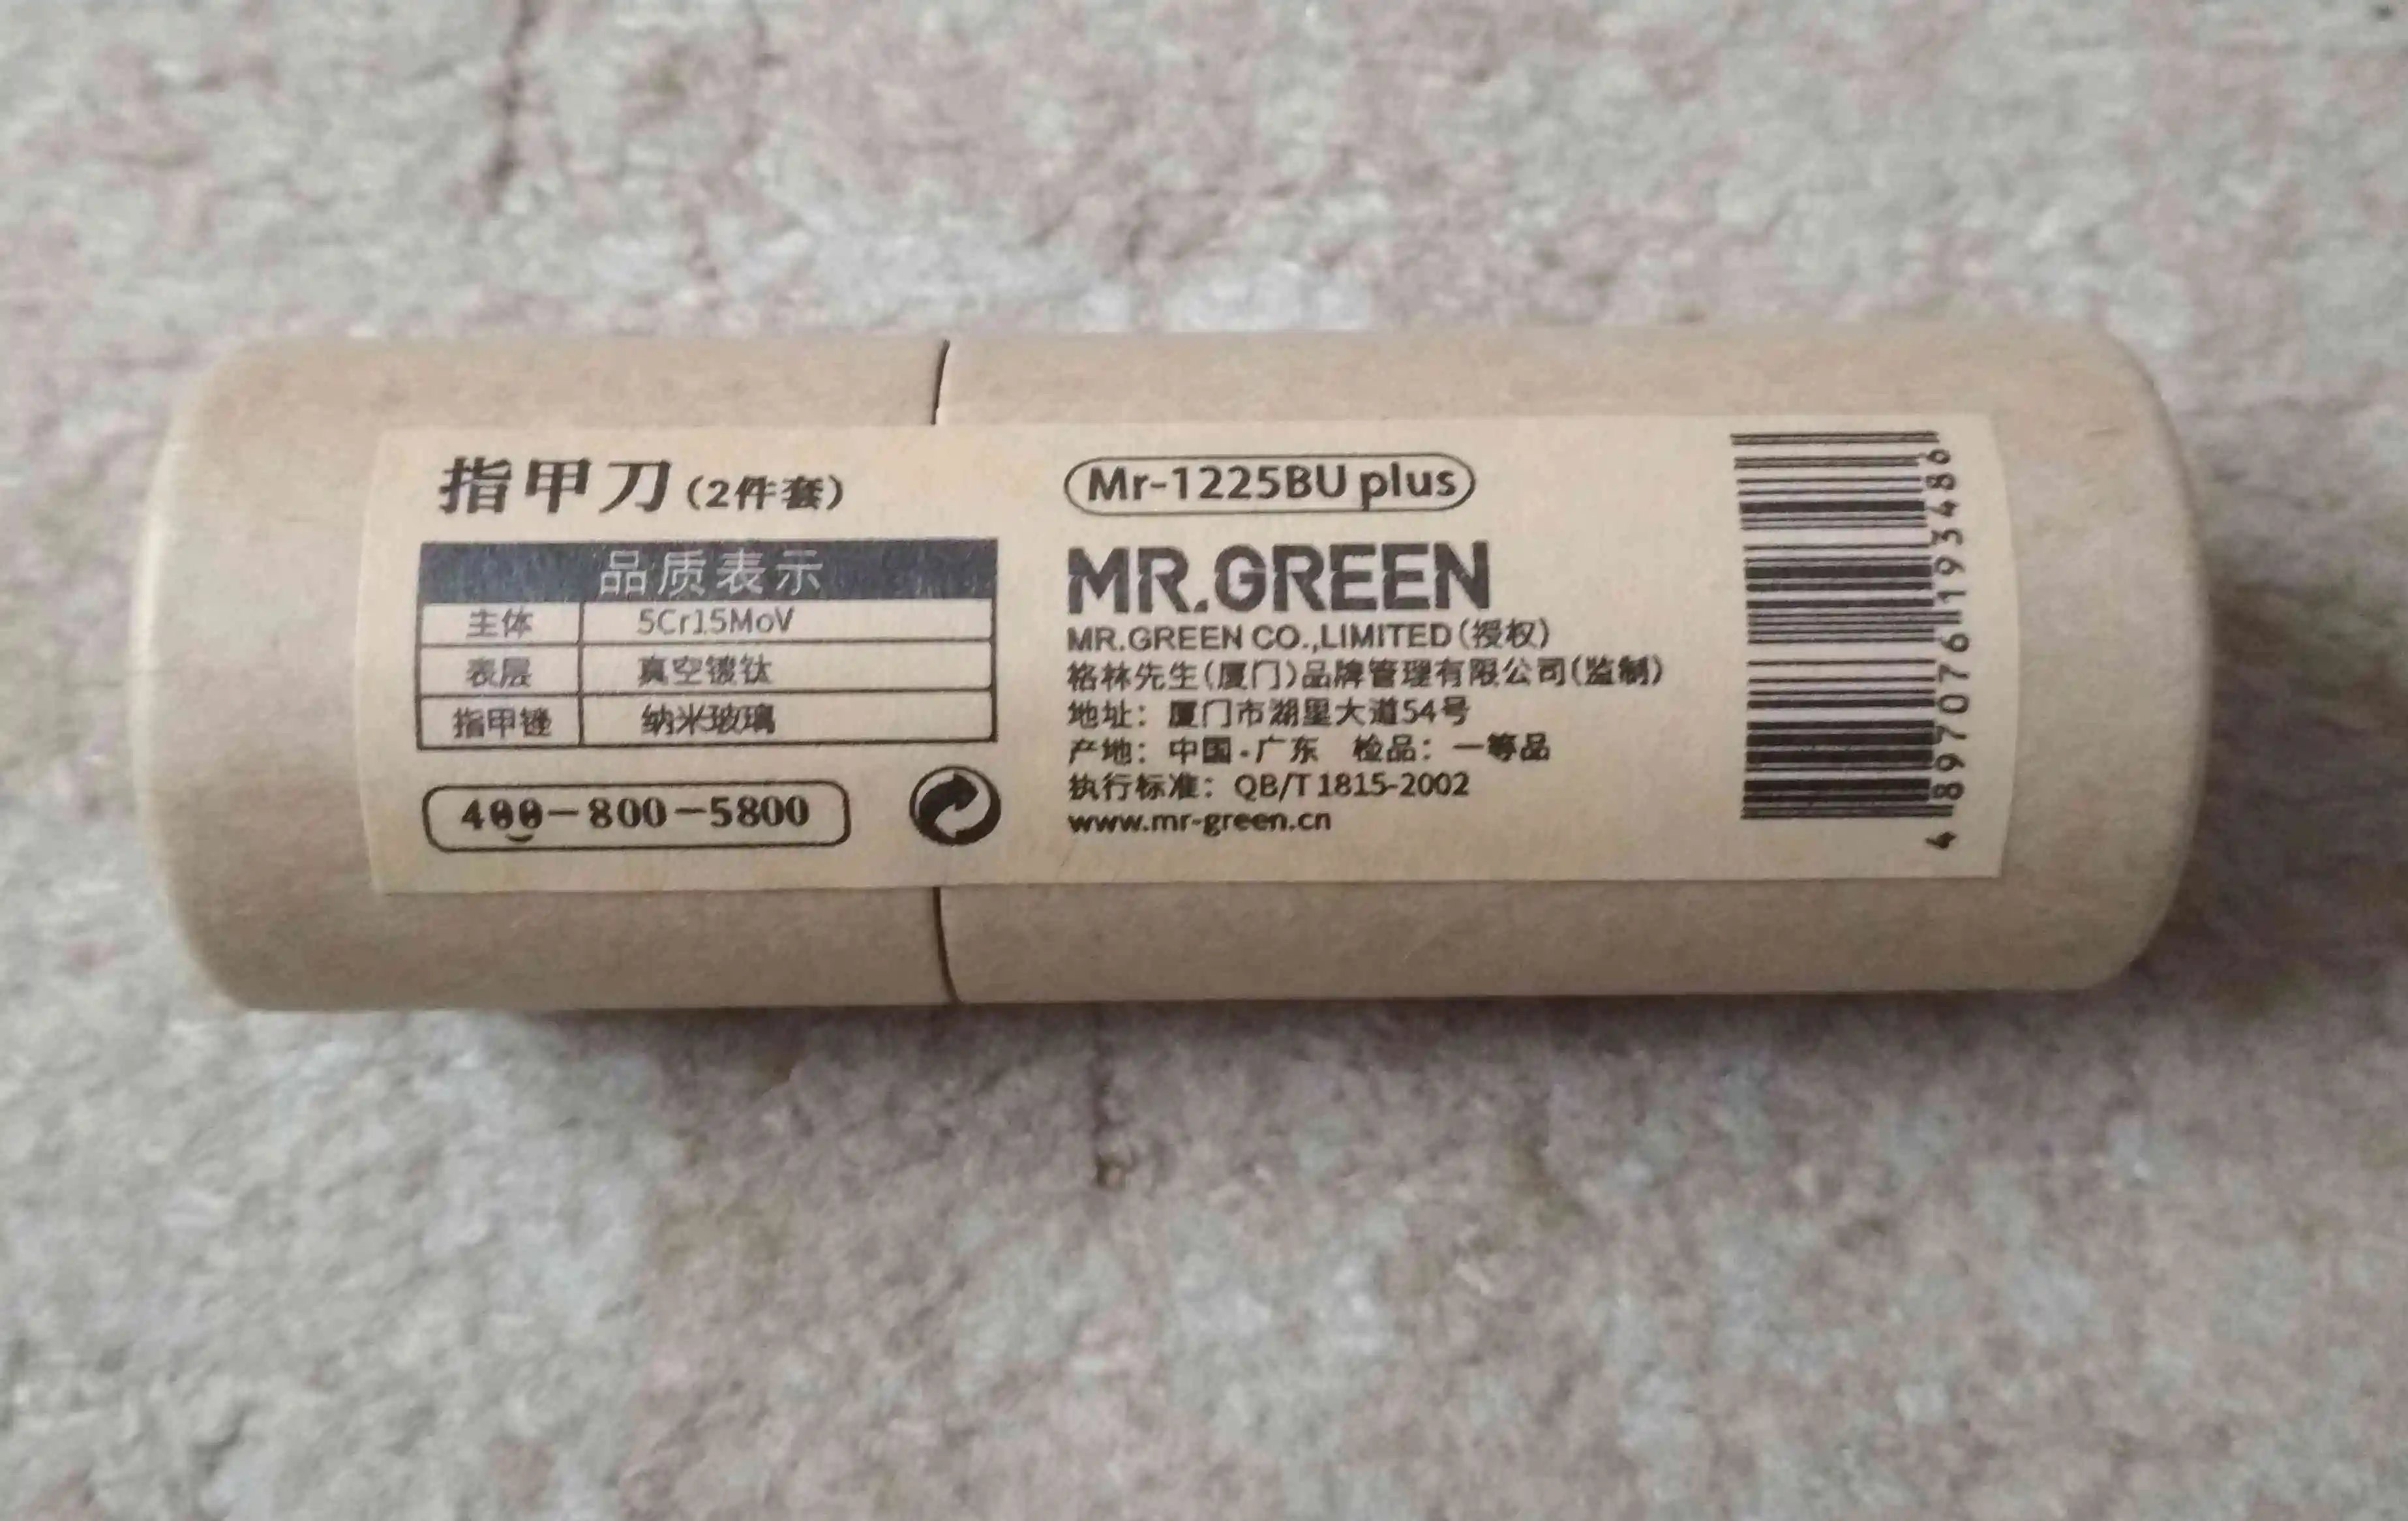 指甲刀(2件套)
品质表示
主体 5Cr15MoV
表层 真空镀钛
指甲锉 纳米玻璃
400-800-5800
Mr-1225BU plus
MR.GREEN
MR.GREEN CO.,LIMITED(授权)
格林先生(厦门)品牌管理有限公司(监制)
地址：厦门市湖里大道54号
产地：中国·广东 检品：一等品
执行标准：QB/T 1815-2002
www.mr-green.cn
4 897076 193486